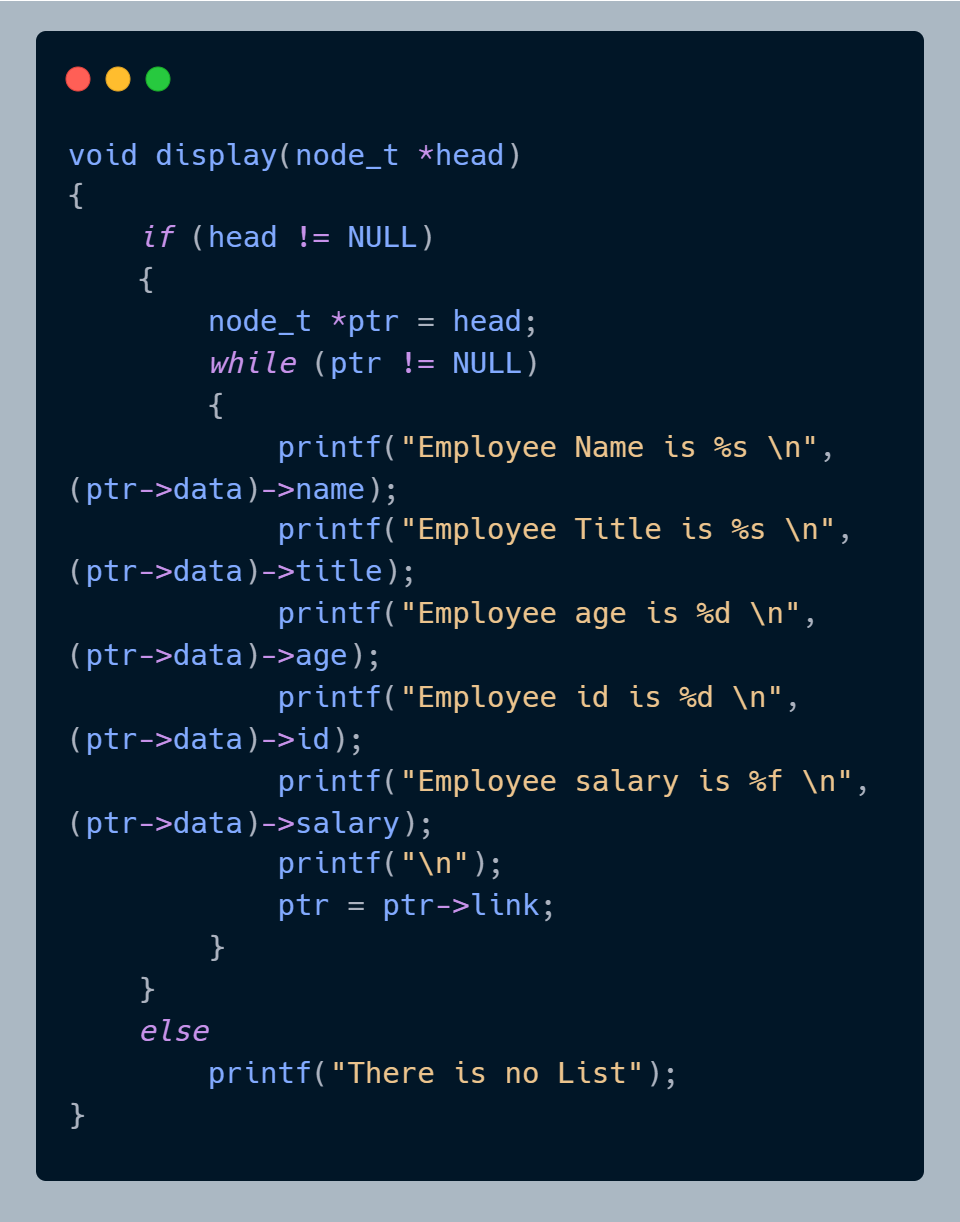 void display(node_t *head)
{
    if (head != NULL)
    {
        node_t *ptr = head;
        while (ptr != NULL)
        {
            printf("Employee Name is %s \n",
(ptr->data)->name);
            printf("Employee Title is %s \n",
(ptr->data)->title);
            printf("Employee age is %d \n",
(ptr->data)->age);
            printf("Employee id is %d \n",
(ptr->data)->id);
            printf("Employee salary is %f \n",
(ptr->data)->salary);
            printf("\n");
            ptr = ptr->link;
        }
    }
    else
        printf("There is no List");
}